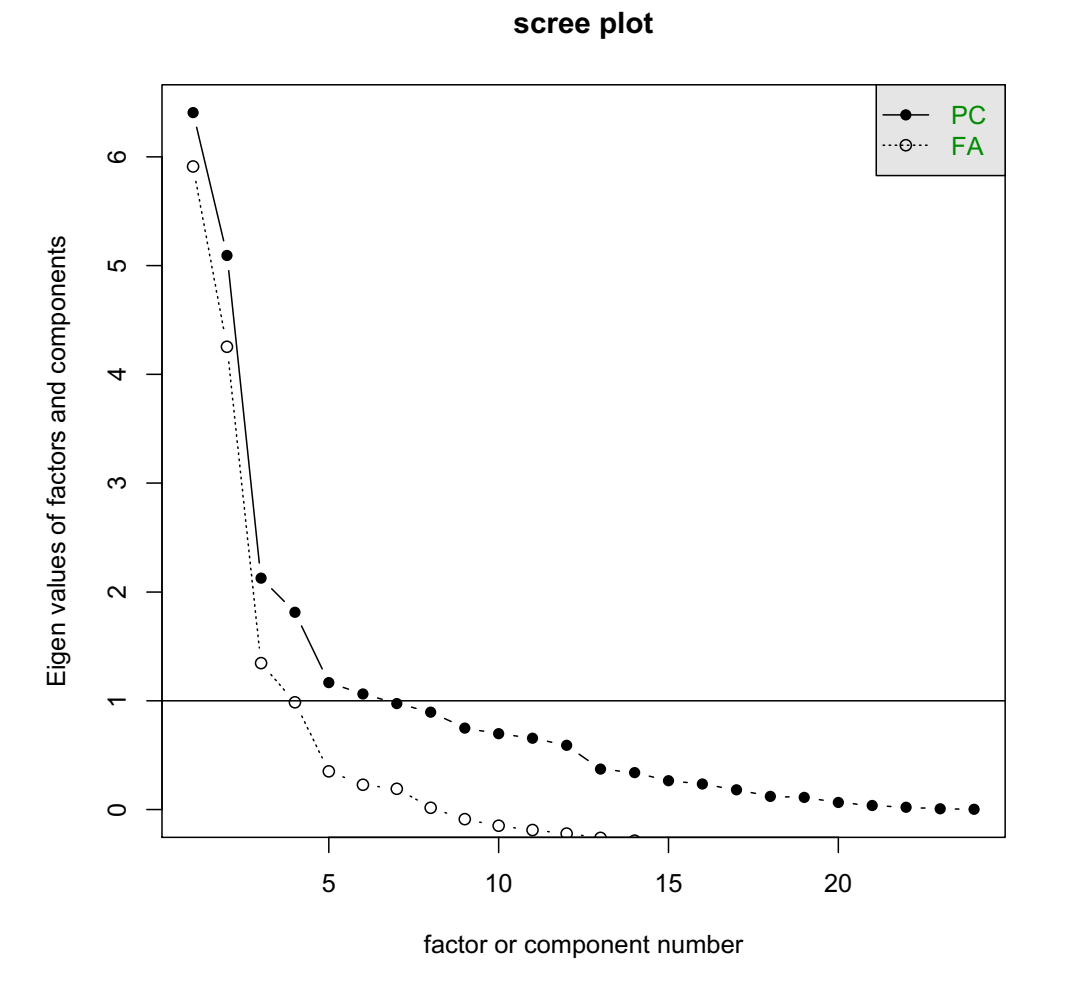 scree plot
PC
FA
Eigen values of factors and components
6
5
4
3
2
1
0
5
10
15
20
factor or component number